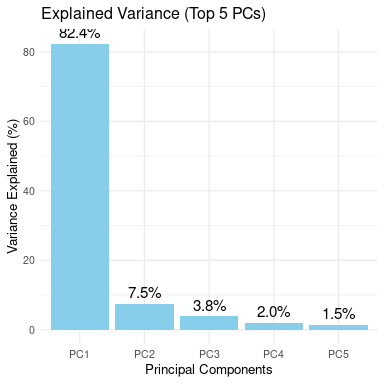 Explained Variance (Top 5 PCs)
82.4%
80
60
40
20
0
Variance Explained (%)
7.5%
3.8%
2.0%
1.5%
PC1 PC2 PC3 PC4 PC5
Principal Components